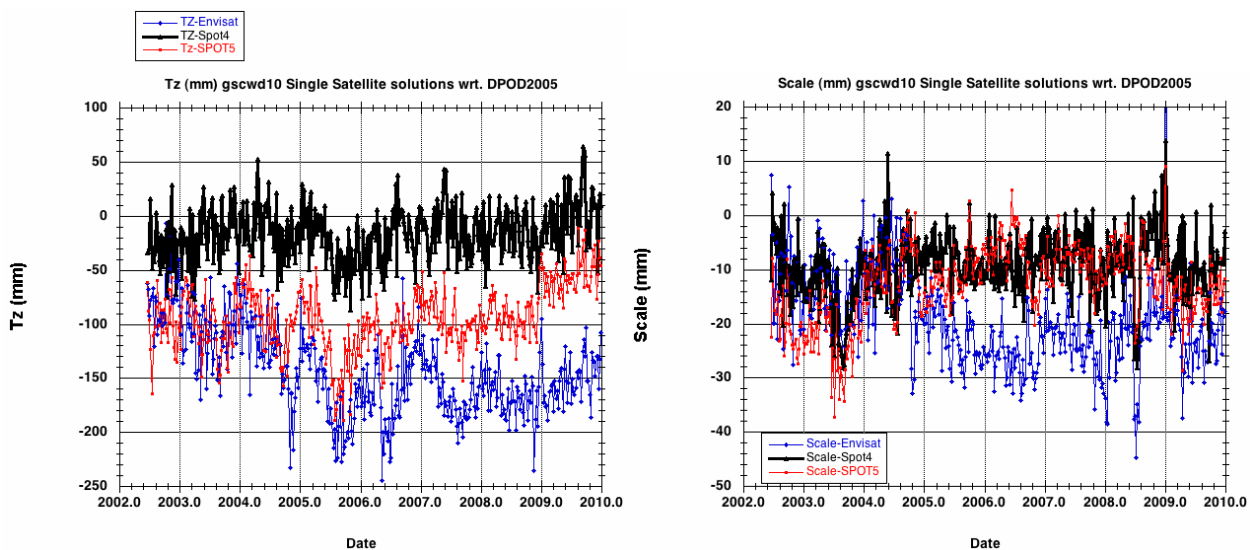 TZ-Envisat
TZ-Spot4
Tz-SPOT5
Tz (mm) gscwd10 Single Satellite solutions wrt. DPOD2005
100
50
0
-50
-100
-150
-200
-250
Tz (mm)
2002.0 2003.0 2004.0 2005.0 2006.0 2007.0 2008.0 2009.0 2010.0
Date
Scale (mm) gscwd10 Single Satellite solutions wrt. DPOD2005
20
10
0
-10
-20
-30
-40
-50
Scale (mm)
Scale-Envisat
Scale-Spot4
Scale-SPOT5
2002.0 2003.0 2004.0 2005.0 2006.0 2007.0 2008.0 2009.0 2010.0
Date